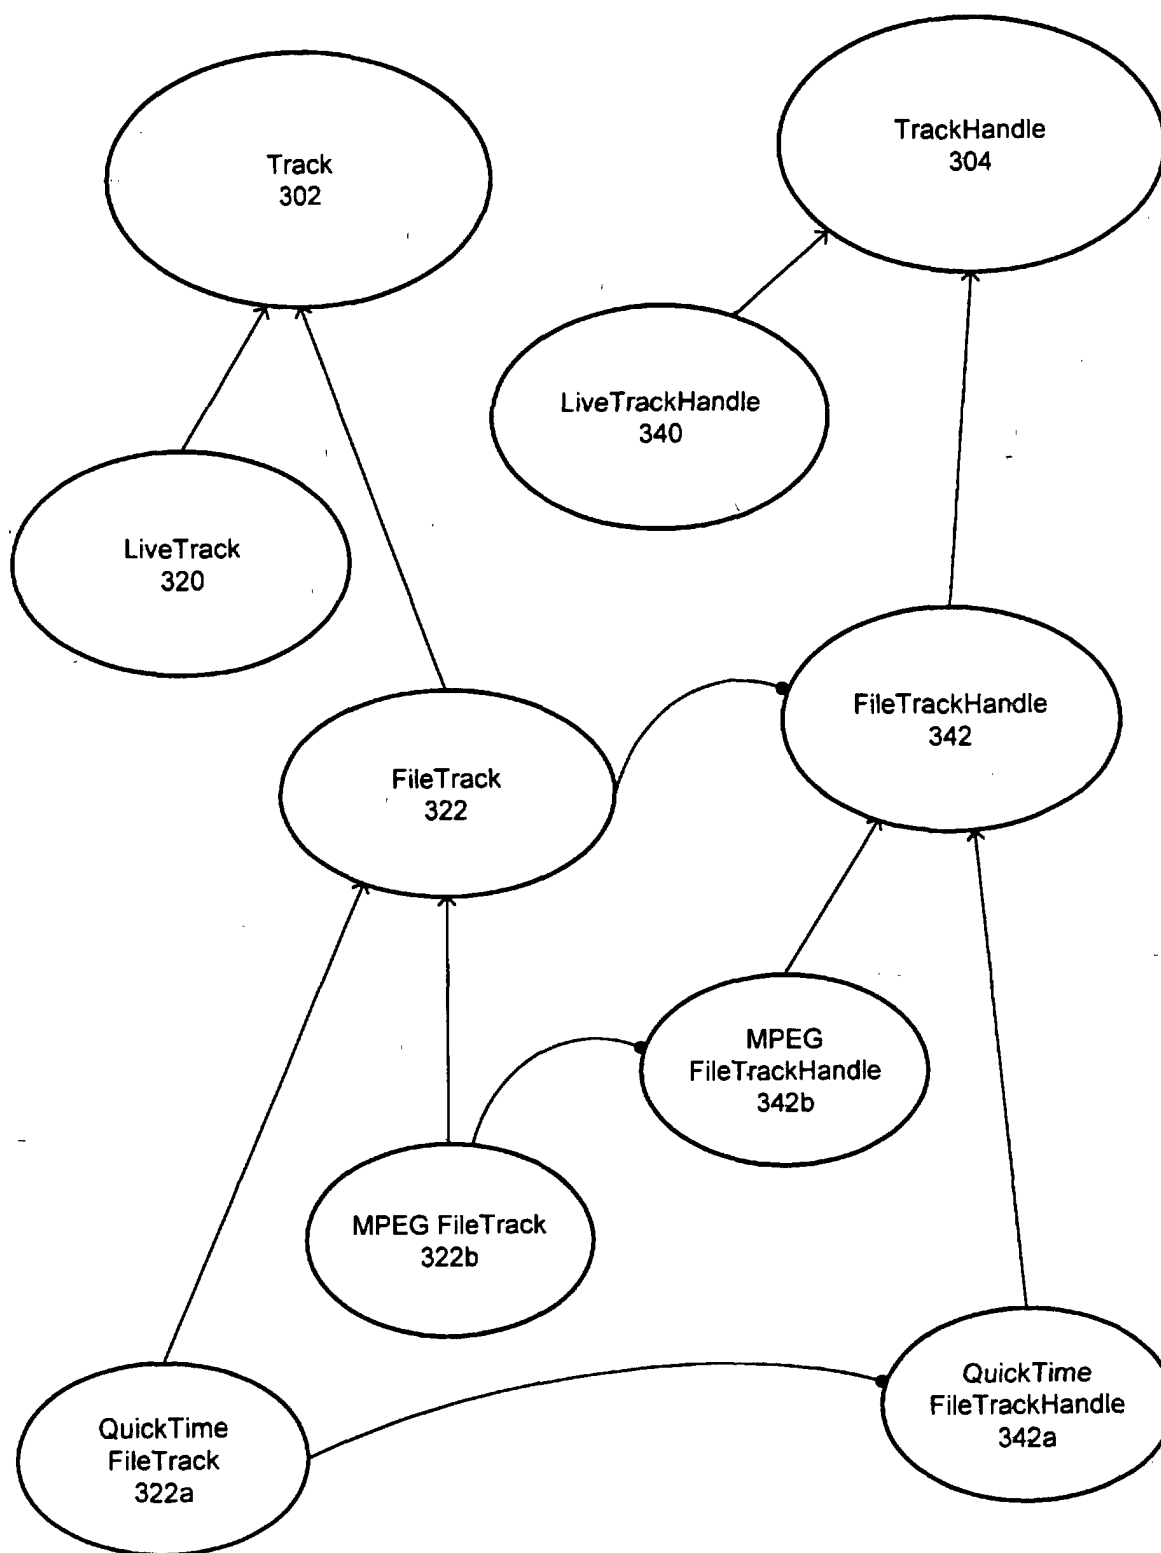 Track
302
TrackHandle
304
LiveTrackHandle
340
LiveTrack
320
FileTrackHandle
342
FileTrack
322
MPEG
FileTrackHandle
342b
MPEG FileTrack
322b
QuickTime
FileTrackHandle
342a
QuickTime
FileTrack
322a